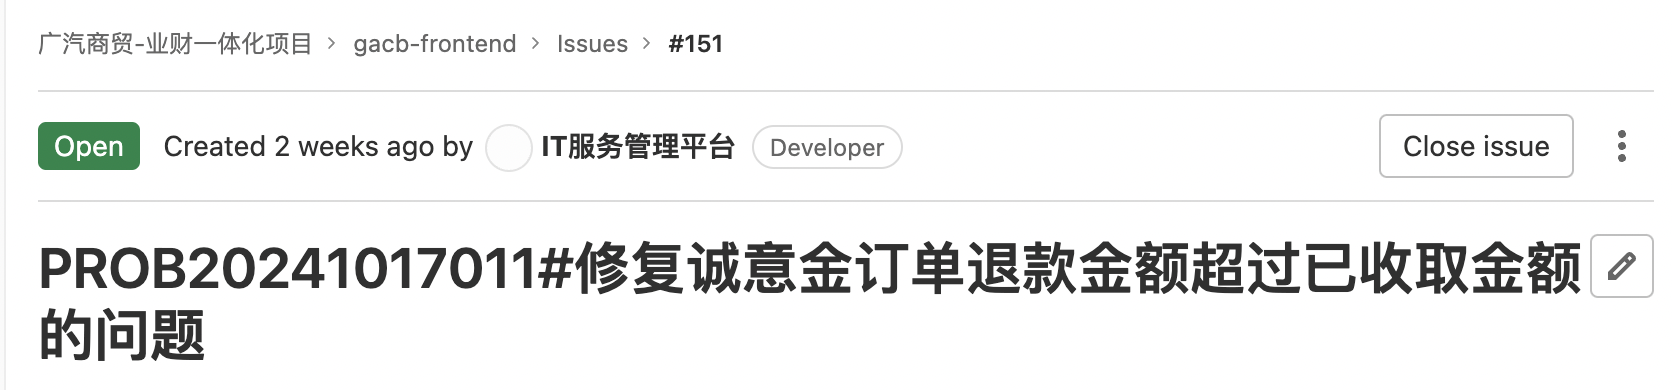 广汽商贸-业财一体化项目 > gacb-frontend > Issues > #151
Open Created 2 weeks ago by IT服务管理平台 Developer Close issue
PROB20241017011#修复诚意金订单退款金额超过已收取金额
的问题